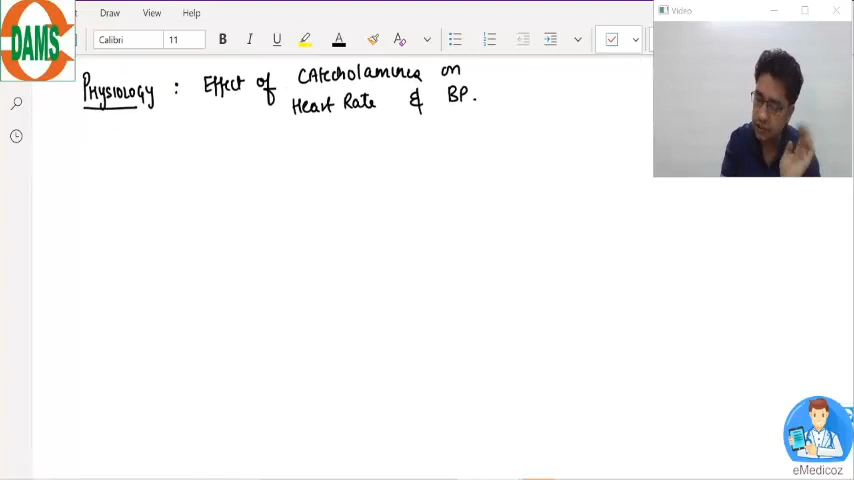 DAMS
Draw View Help
Video
Calibri 11 B I U A
Physiology : Effect of Catecholamines on
Heart Rate & BP.
eMedicoz